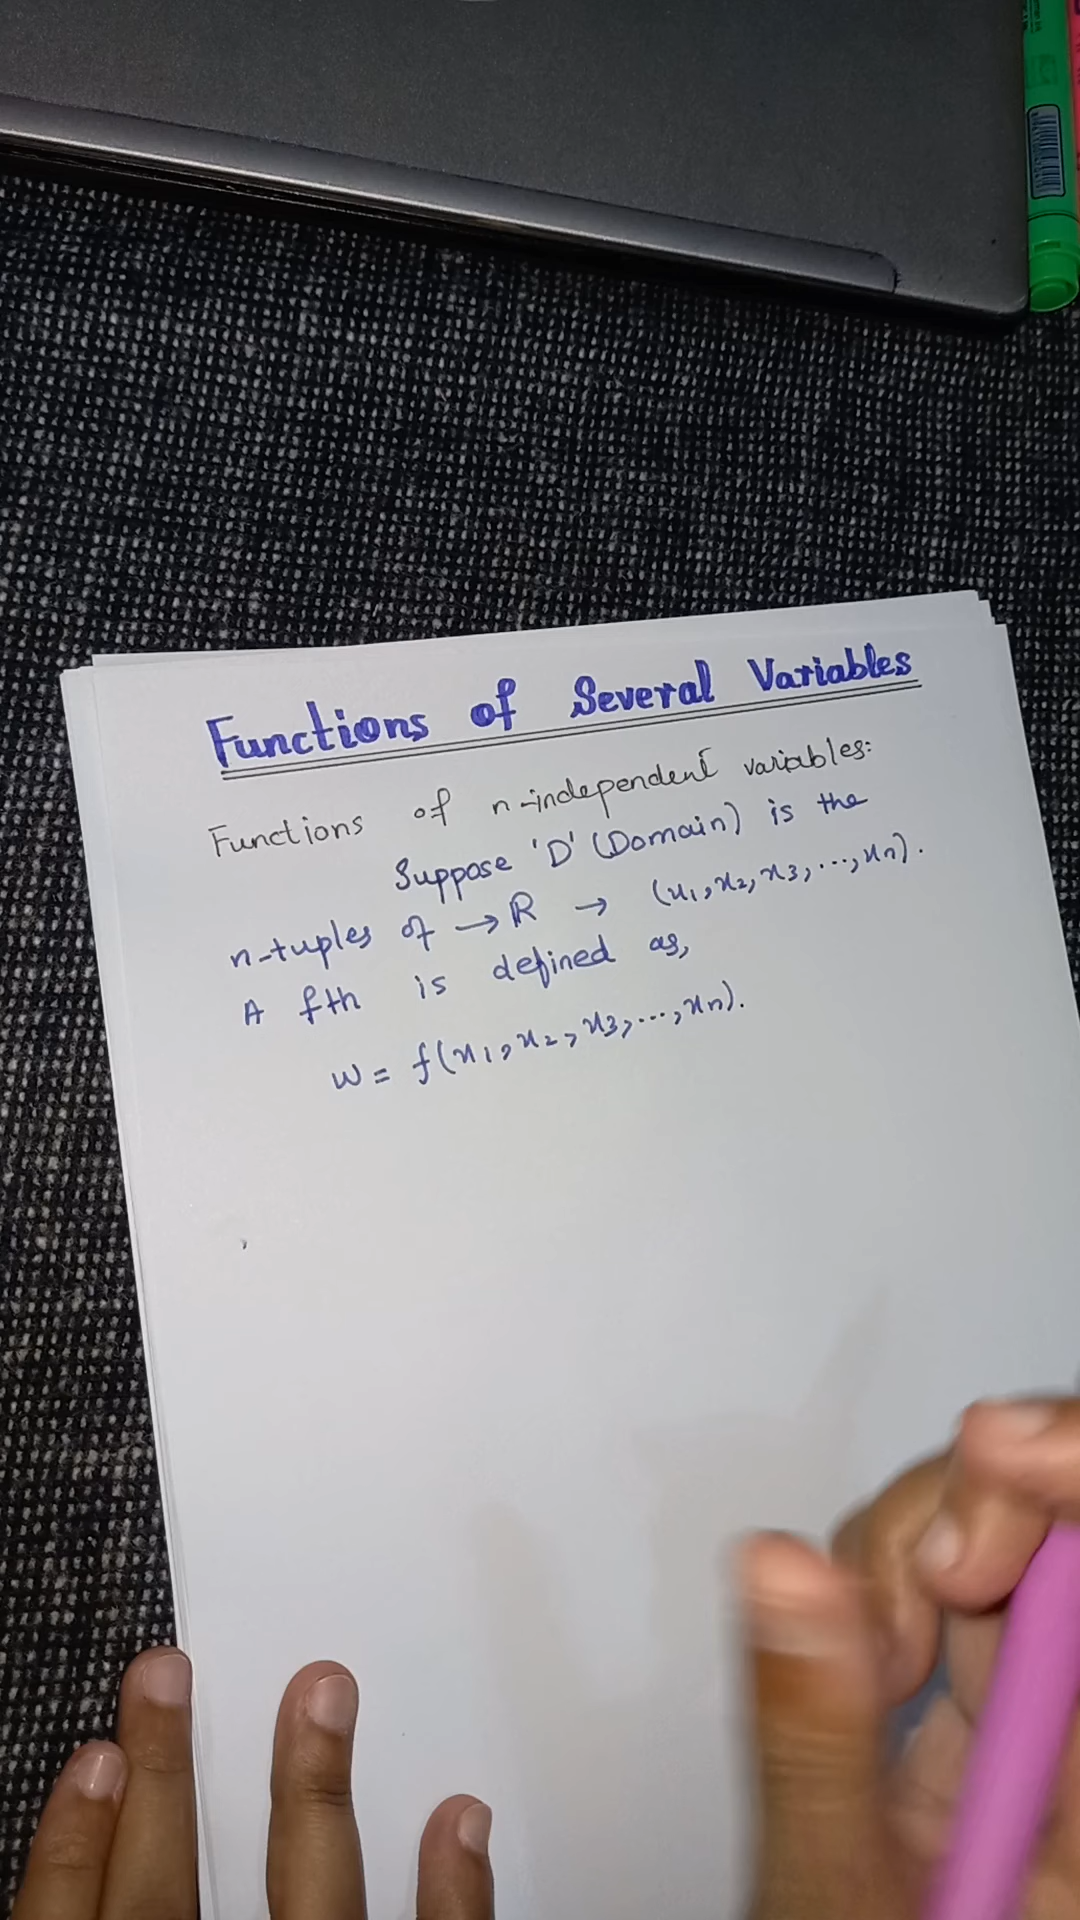 Functions of Several Variables
Functions of n-independent variables:
Suppose 'D' (Domain) is the
n-tuples of → ℝ → (x₁, x₂, x₃, ..., xₙ).
A fth is defined as,
w = f(x₁, x₂, x₃, ..., xₙ).